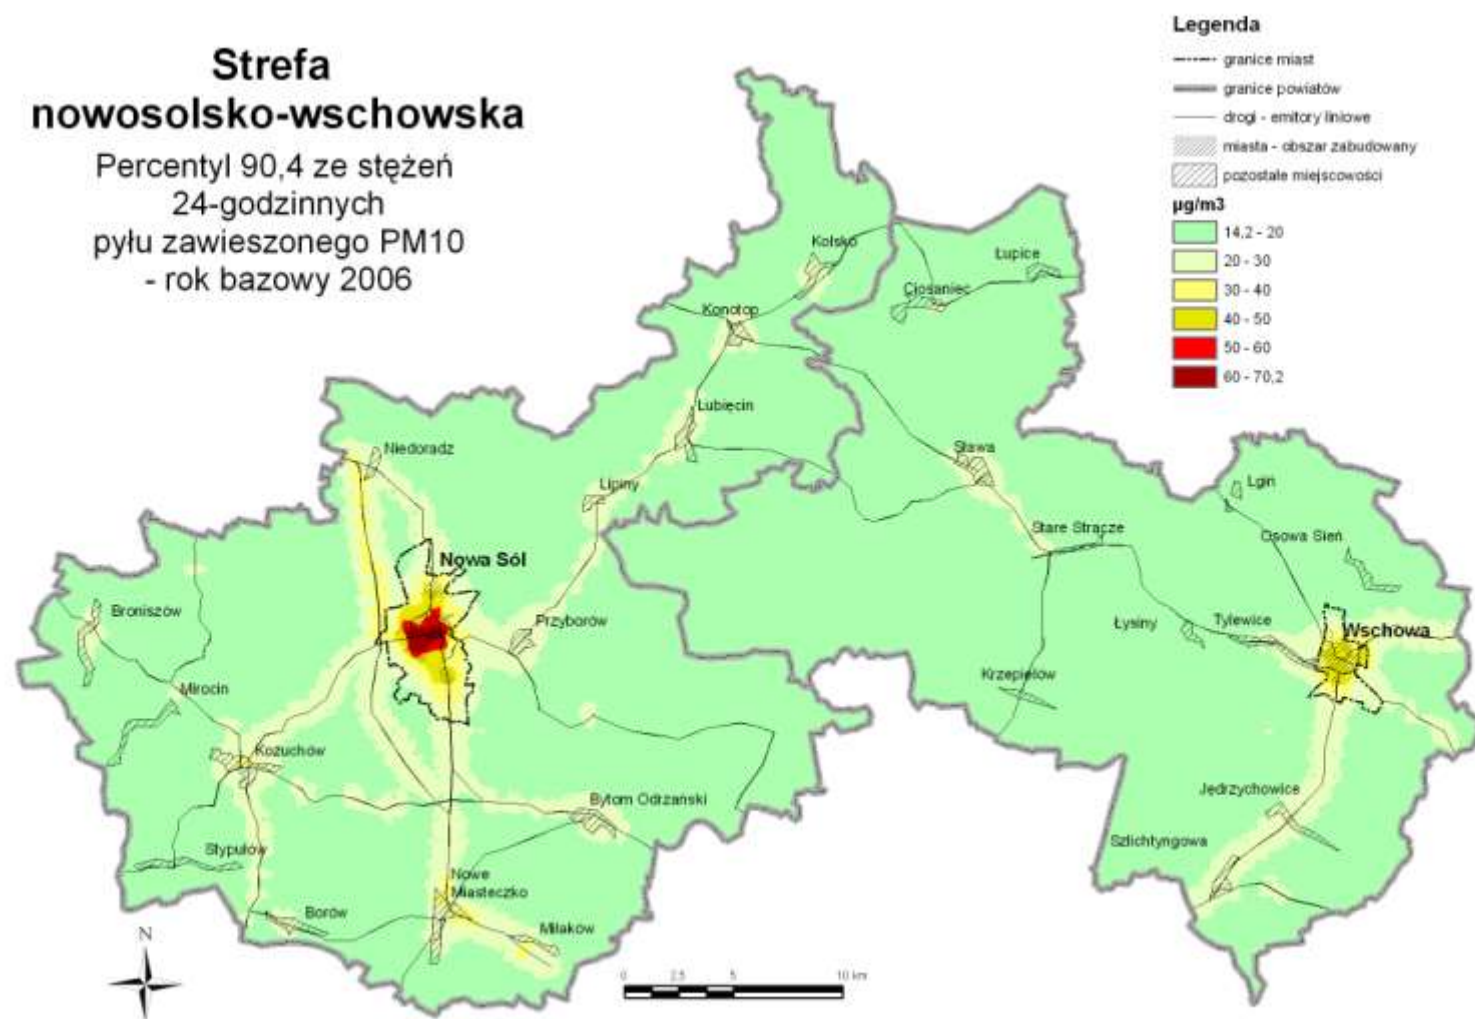 Strefa
nowosolsko-wschowska
Percentyl 90,4 ze stężeń
24-godzinnych
pyłu zawieszonego PM10
- rok bazowy 2006
Legenda
granice miast
granice powiatów
drogi - emitory liniowe
miasta - obszar zabudowany
pozostałe miejscowości
µg/m3
14,2 - 20
20 - 30
30 - 40
40 - 50
50 - 60
60 - 70,2
Kolsko
Łupice
Ciosaniec
Konotop
Lubięcin
Niedoradz
Sława
Lipiny
Lgiń
Stare Strącze
Osowa Sień
Nowa Sól
Broniszów
Przyborów
Łysiny
Tylewice
Wschowa
Mirocin
Krzepielów
Kożuchów
Bytom Odrzański
Jędrzychowice
Stypułów
Szlichtyngowa
Nowe
Miasteczko
Borów
Miłaków
N
0 2,5 5 10 km